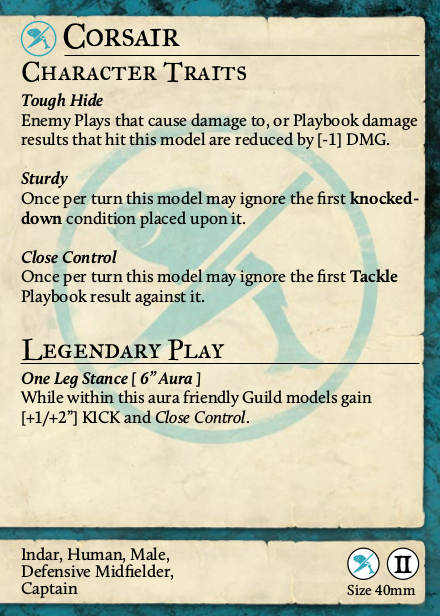 Corsair
Character Traits
Tough Hide
Enemy Plays that cause damage to, or Playbook damage
results that hit this model are reduced by [-1] DMG.
Sturdy
Once per turn this model may ignore the first knocked-
down condition placed upon it.
Close Control
Once per turn this model may ignore the first Tackle
Playbook result against it.
Legendary Play
One Leg Stance [ 6” Aura ]
While within this aura friendly Guild models gain
[+1/+2”] KICK and Close Control.
Indar, Human, Male,
Defensive Midfielder,
Captain
II
Size 40mm